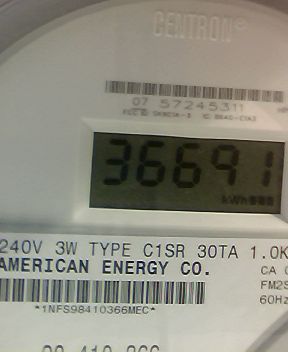 CENTRON®
07 57245311
36691
kWh
240V 3W TYPE C1SR 30TA 1.0K
AMERICAN ENERGY CO.
CA
FM2S
60Hz
*1NFS98410366MEC*